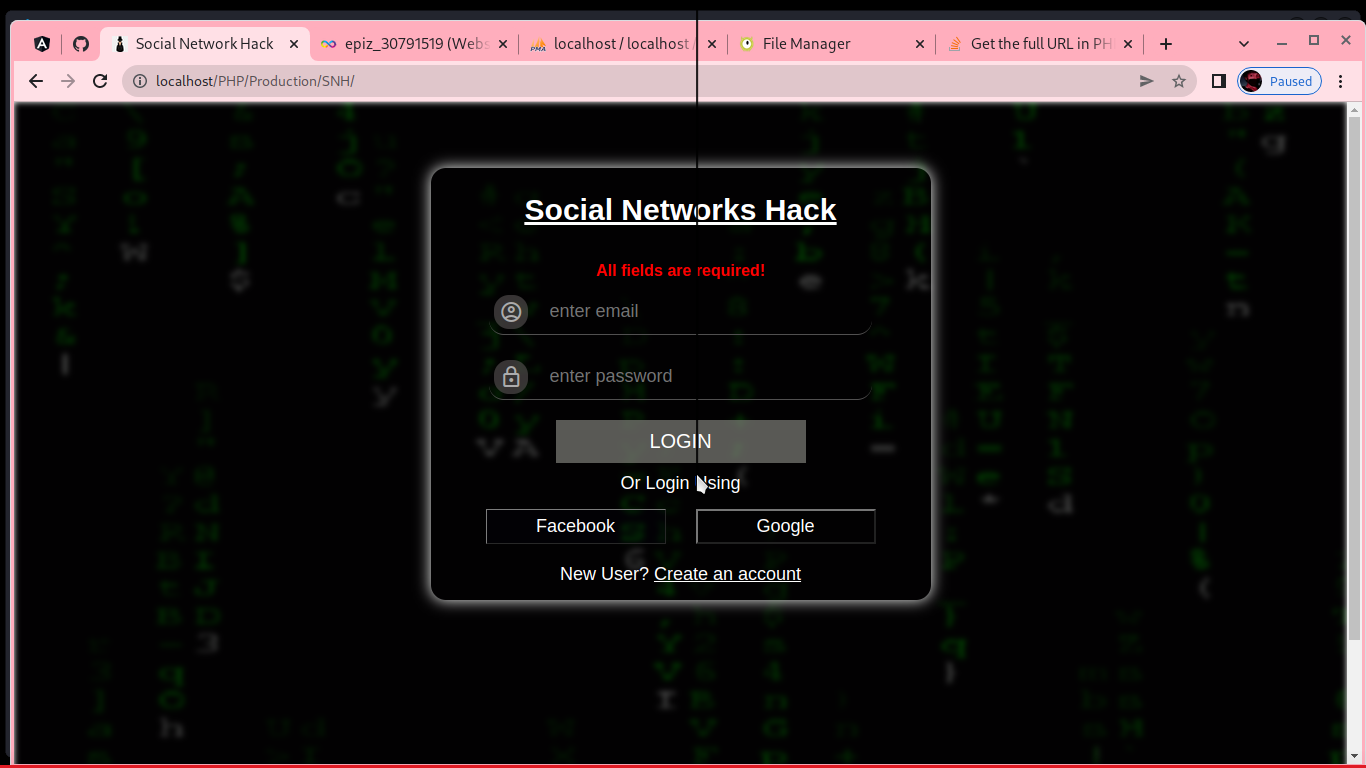 Social Network Hack
epiz_30791519 (Webs
localhost / localhost /
File Manager
Get the full URL in PH
localhost/PHP/Production/SNH/
Paused
Social Networks Hack
All fields are required!
enter email
enter password
LOGIN
Or Login Using
Facebook
Google
New User? Create an account